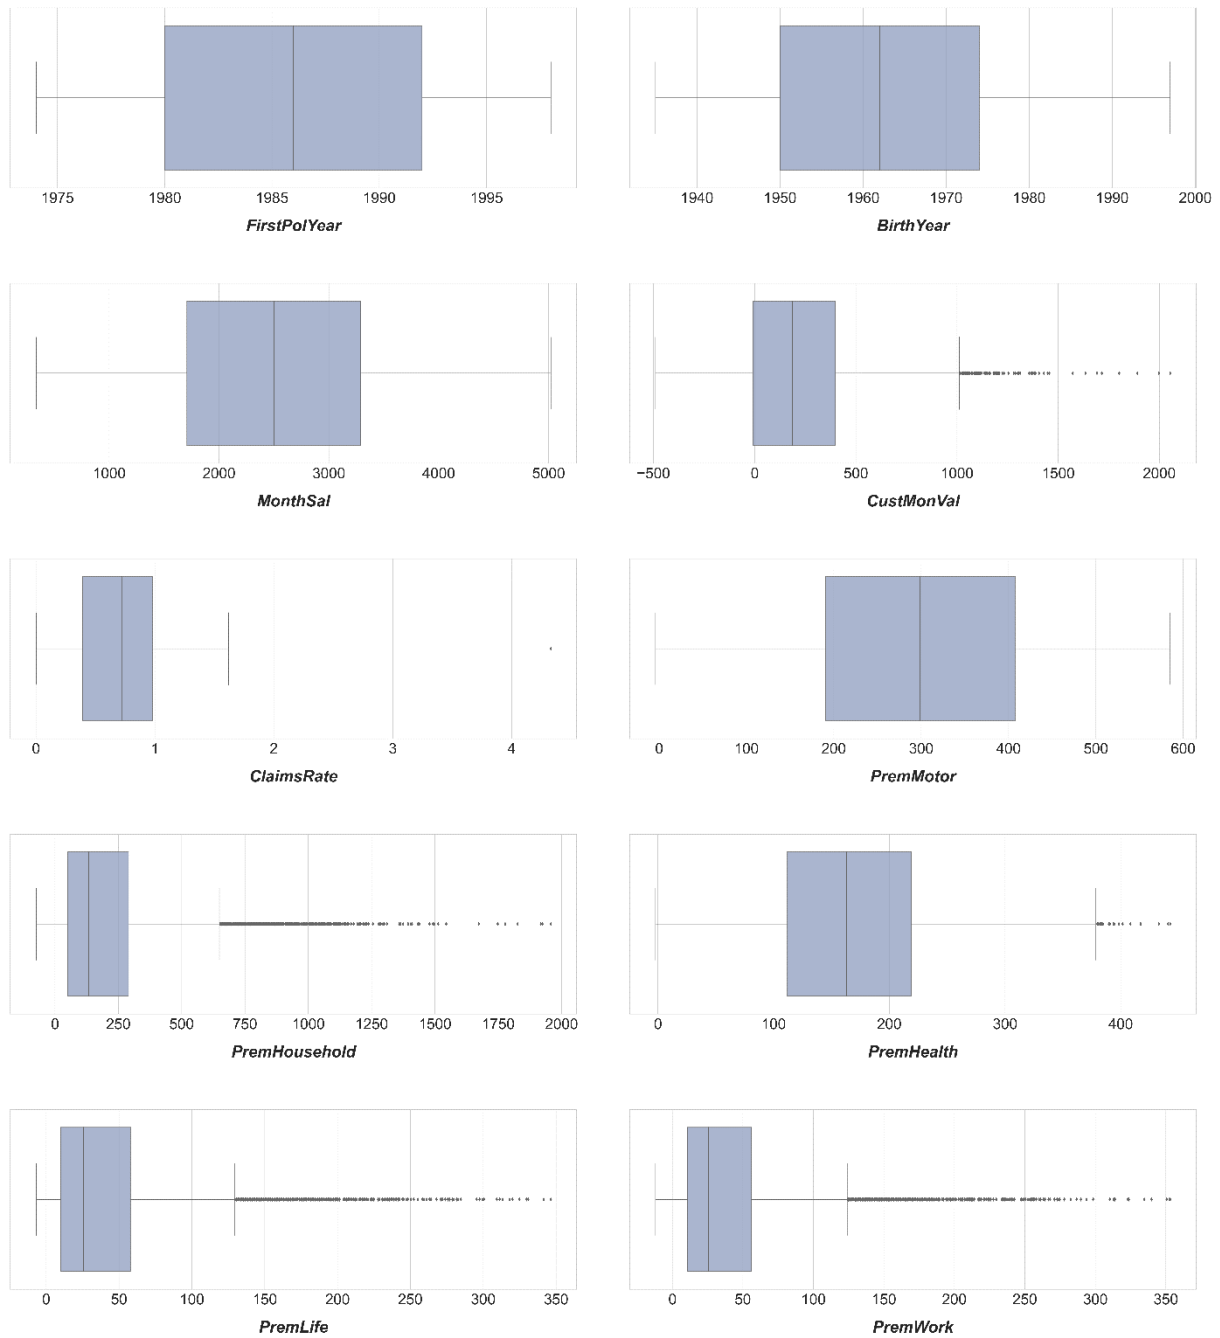 1975 1980 1985 1990 1995
FirstPolYear
1940 1950 1960 1970 1980 1990 2000
BirthYear
1000 2000 3000 4000 5000
MonthSal
−500 0 500 1000 1500 2000
CustMonVal
0 1 2 3 4
ClaimsRate
0 100 200 300 400 500 600
PremMotor
0 250 500 750 1000 1250 1500 1750 2000
PremHousehold
0 100 200 300 400
PremHealth
0 50 100 150 200 250 300 350
PremLife
0 50 100 150 200 250 300 350
PremWork